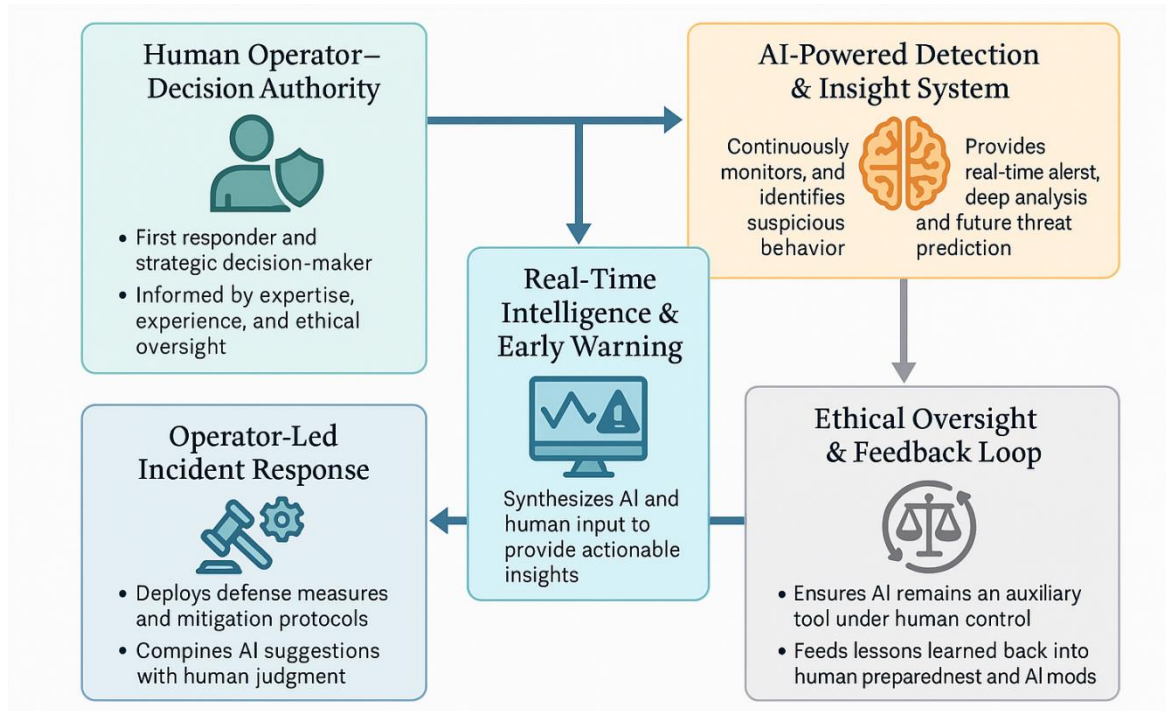 Human Operator–
Decision Authority
• First responder and
strategic decision-maker
• Informed by expertise,
experience, and ethical
oversight
AI-Powered Detection
& Insight System
Continuously
monitors, and
identifies
suspicious
behavior
Provides
real-time alerst,
deep analysis
and future threat
prediction
Real-Time
Intelligence &
Early Warning
Synthesizes AI and
human input to
provide actionable
insights
Operator-Led
Incident Response
• Deploys defense measures
and mitigation protocols
• Compines AI suggestions
with human judgment
Ethical Oversight
& Feedback Loop
• Ensures AI remains an auxiliary
tool under human control
• Feeds lessons learned back into
human preparednest and AI mods